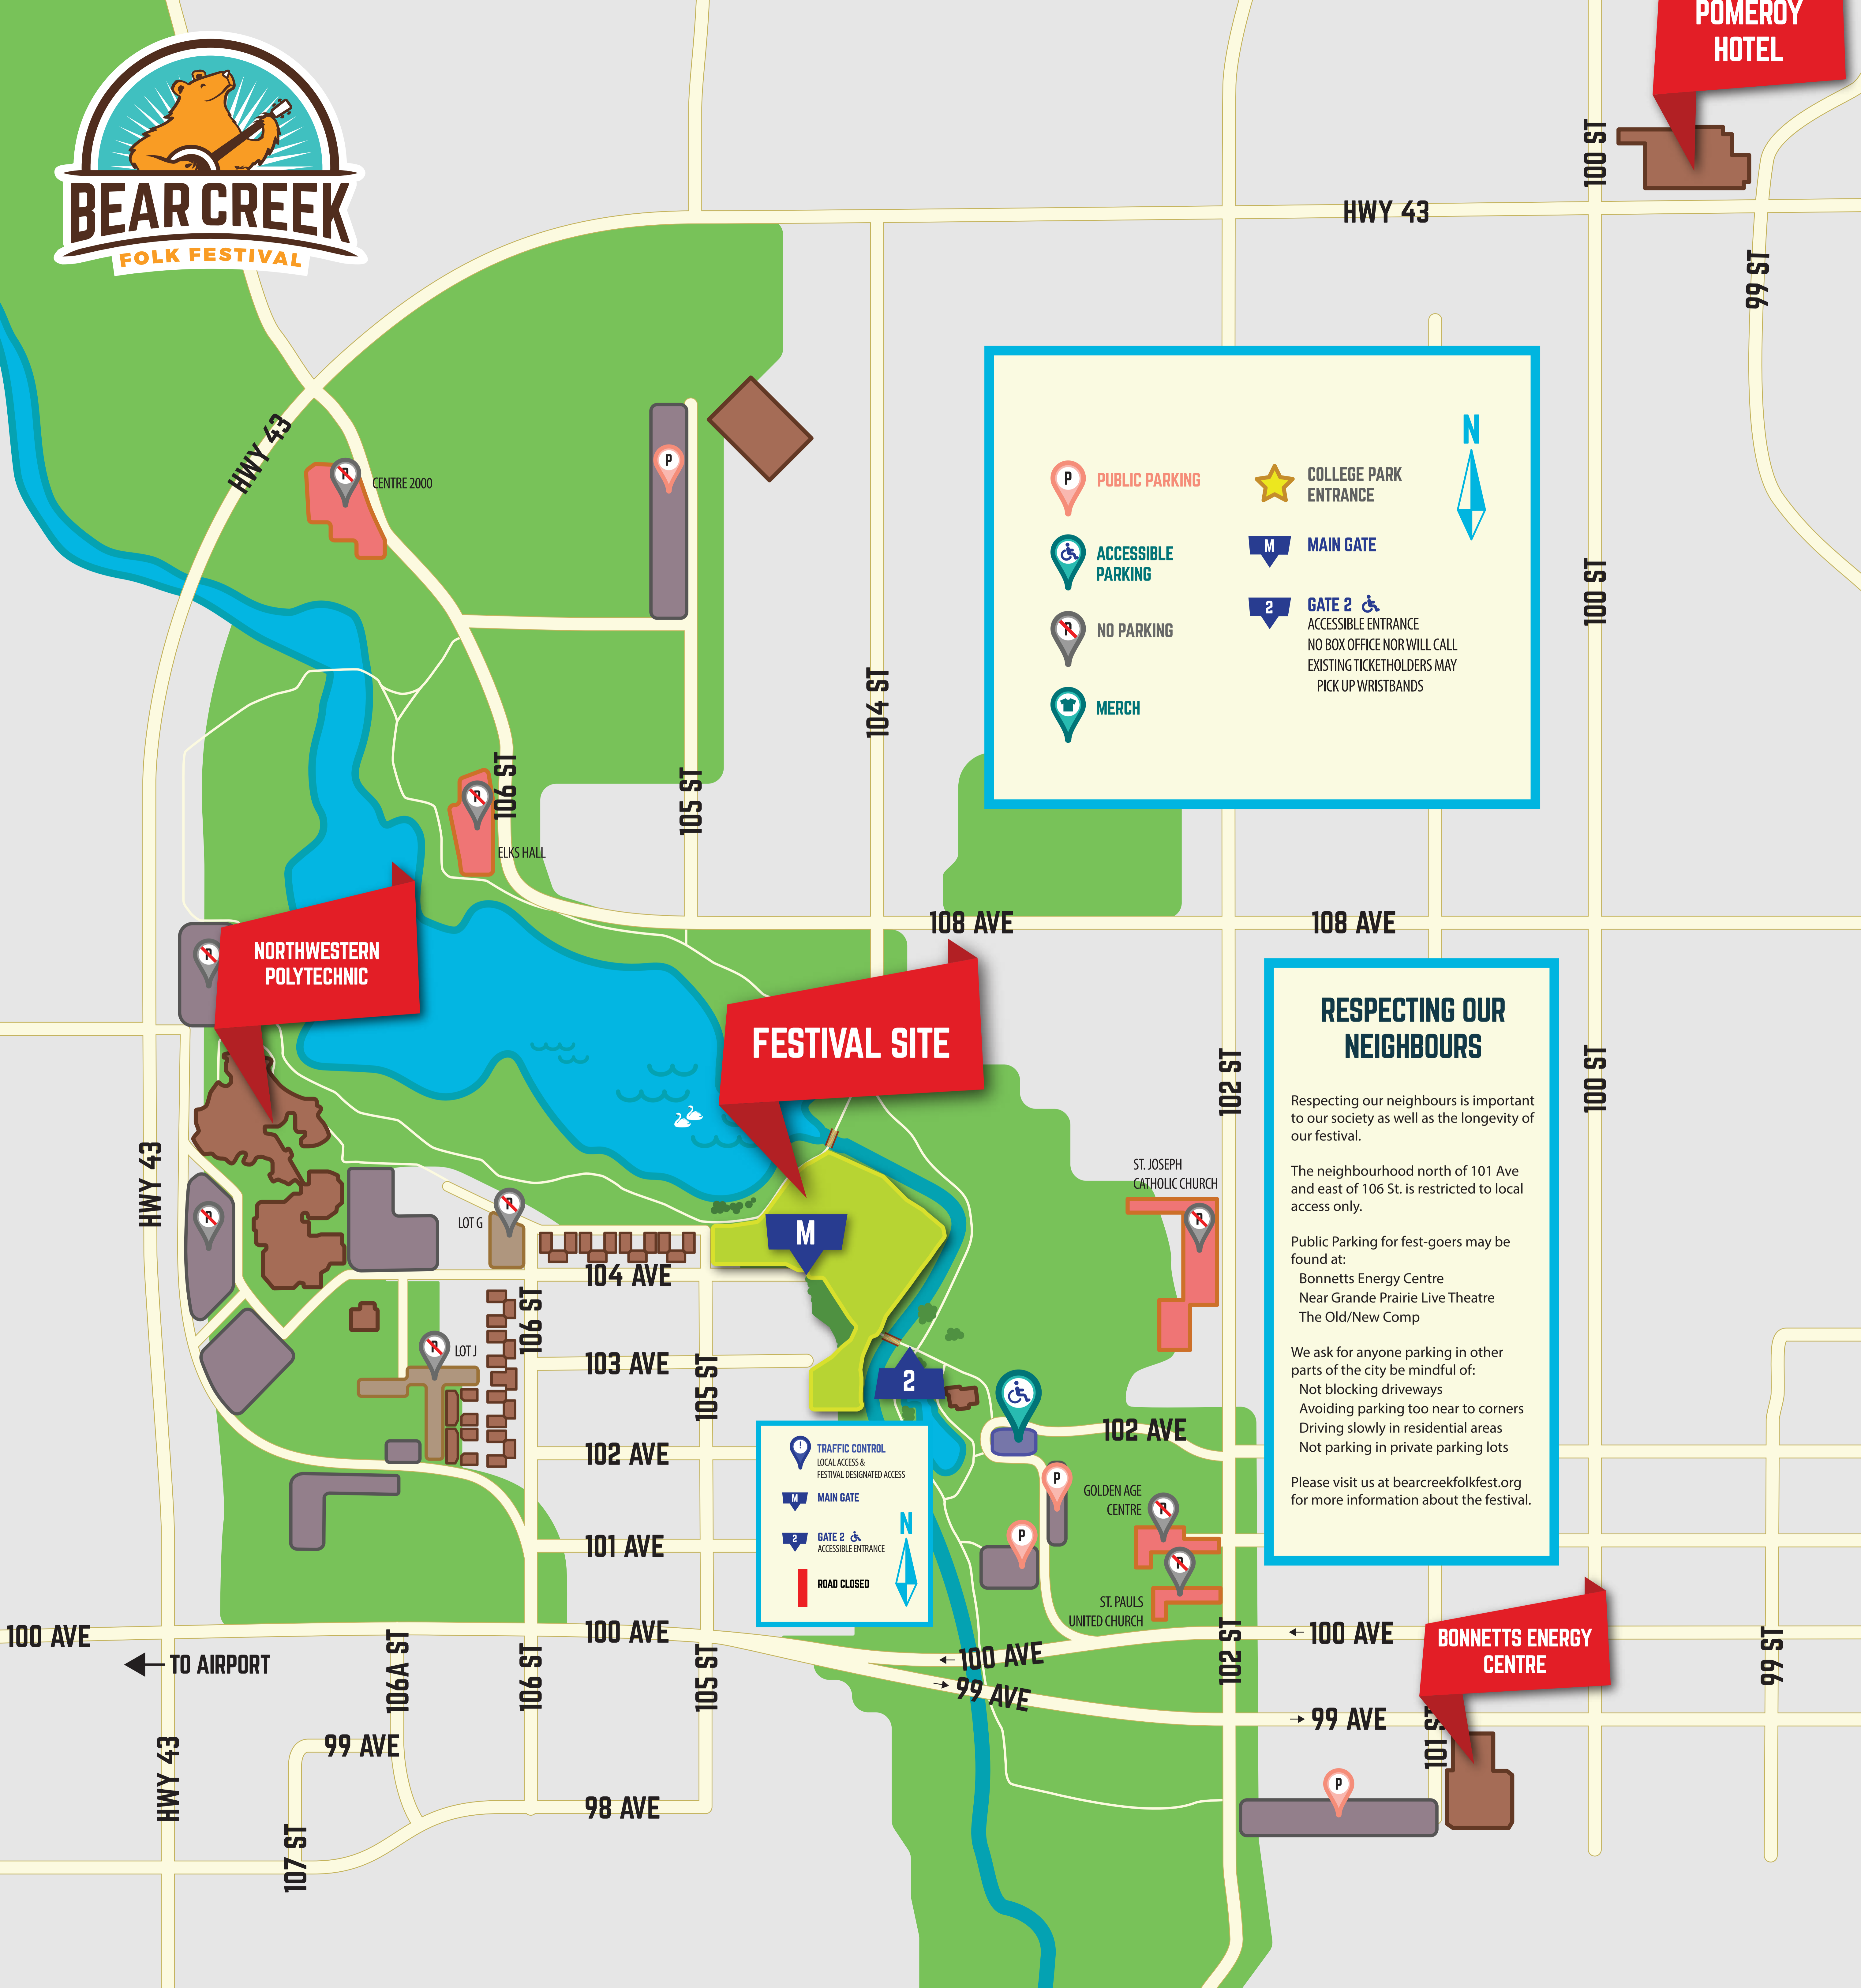 POMEROY
HOTEL
BEAR CREEK
FOLK FESTIVAL
100 ST
HWY 43
99 ST
HWY 43
P
CENTRE 2000
P
N
P
PUBLIC PARKING
ACCESSIBLE
PARKING
P
NO PARKING
MERCH
COLLEGE PARK
ENTRANCE
M
MAIN GATE
2
GATE 2
ACCESSIBLE ENTRANCE
NO BOX OFFICE NOR WILL CALL
EXISTING TICKETHOLDERS MAY
PICK UP WRISTBANDS
100 ST
104 ST
106 ST
105 ST
P
ELKS HALL
108 AVE
108 AVE
NORTHWESTERN
POLYTECHNIC
P
FESTIVAL SITE
102 ST
100 ST
RESPECTING OUR
NEIGHBOURS
Respecting our neighbours is important
to our society as well as the longevity of
our festival.
The neighbourhood north of 101 Ave
and east of 106 St. is restricted to local
access only.
Public Parking for fest-goers may be
found at:
Bonnetts Energy Centre
Near Grande Prairie Live Theatre
The Old/New Comp
We ask for anyone parking in other
parts of the city be mindful of:
Not blocking driveways
Avoiding parking too near to corners
Driving slowly in residential areas
Not parking in private parking lots
Please visit us at bearcreekfolkfest.org
for more information about the festival.
HWY 43
ST. JOSEPH
CATHOLIC CHURCH
P
P
LOT G
P
M
104 AVE
106 ST
P
LOT J
103 AVE
105 ST
2
102 AVE
102 AVE
!
TRAFFIC CONTROL
LOCAL ACCESS &
FESTIVAL DESIGNATED ACCESS
M
MAIN GATE
2
GATE 2
ACCESSIBLE ENTRANCE
N
ROAD CLOSED
P
GOLDEN AGE
CENTRE
P
P
P
101 AVE
ST. PAULS
UNITED CHURCH
100 AVE
100 AVE
100 AVE
100 AVE
TO AIRPORT
106A ST
106 ST
105 ST
99 AVE
102 ST
BONNETTS ENERGY
CENTRE
99 ST
99 AVE
101 ST
HWY 43
99 AVE
P
98 AVE
107 ST